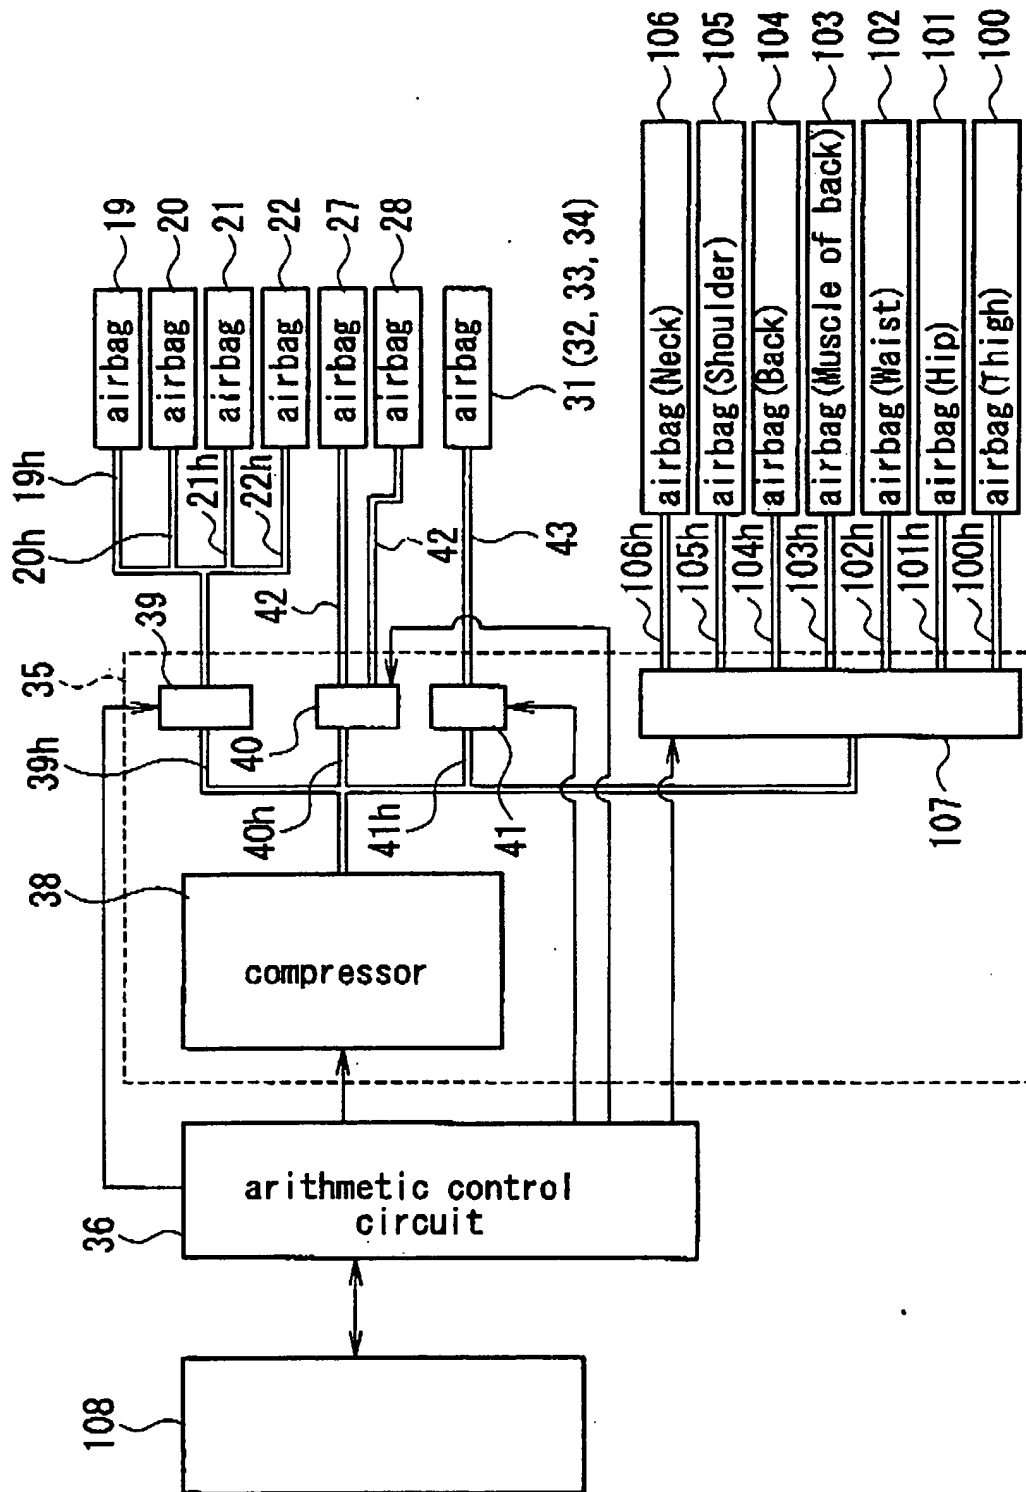 108
36
arithmetic control
circuit
35
38
compressor
39h
39
40h
40
41h
41
107
19h
20h
21h
22h
42
42
43
airbag
19
airbag
20
airbag
21
airbag
22
airbag
27
airbag
28
airbag
31(32, 33, 34)
106h
airbag(Neck)
106
105h
airbag(Shoulder)
105
104h
airbag(Back)
104
103h
airbag(Muscle of back)
103
102h
airbag(Waist)
102
101h
airbag(Hip)
101
100h
airbag(Thigh)
100